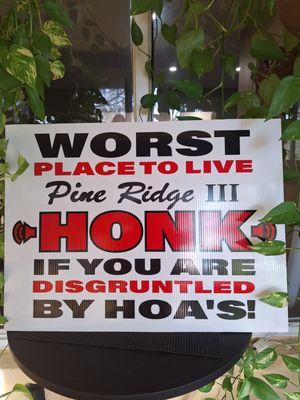 WORST
PLACE TO LIVE
Pine Ridge III
HONK
IF YOU ARE
DISGRUNTLED
BY HOA'S!